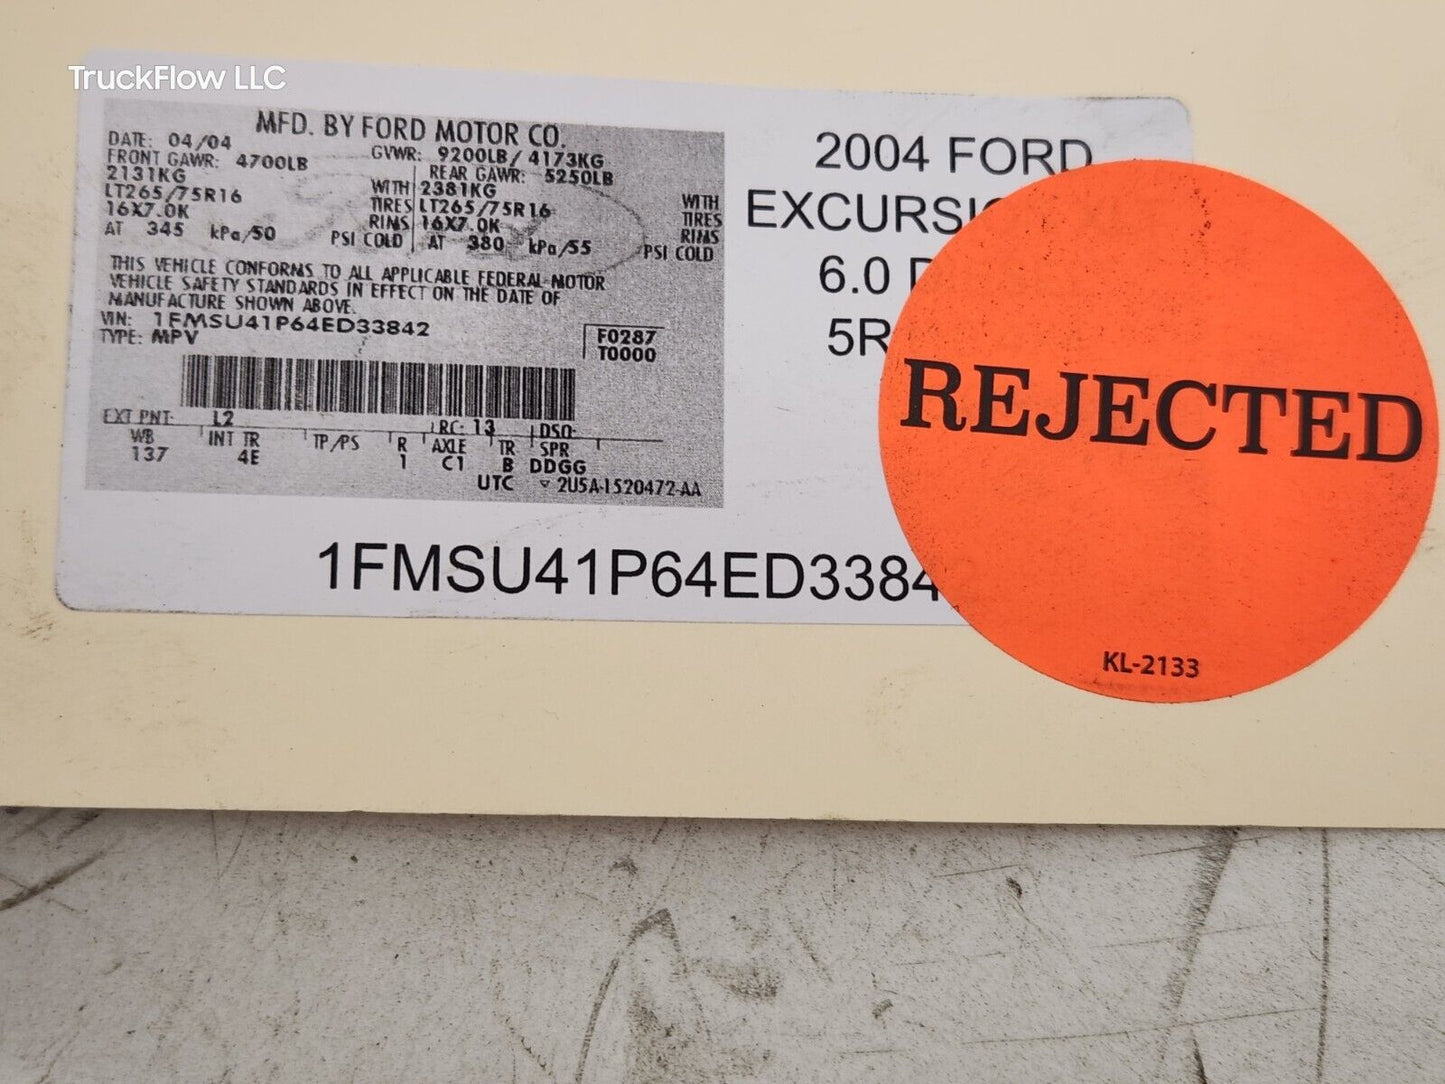 TruckFlow LLC
MFD. BY FORD MOTOR CO.
DATE: 04/04
GVWR: 9200LB/ 4173KG
FRONT GAWR: 4700LB
REAR GAWR: 5250LB
2131KG
WITH
2381KG
WITH
LT265/75R16
TIRES
LT265/75R16
TIRES
16X7.0K
RIMS
16X7.0K
RIMS
AT 345 kPa/50
PSI COLD
AT 380 kPa/55
PSI COLD
THIS VEHICLE CONFORMS TO ALL APPLICABLE FEDERAL MOTOR
VEHICLE SAFETY STANDARDS IN EFFECT ON THE DATE OF
MANUFACTURE SHOWN ABOVE.
VIN: 1FMSU41P64ED33842
TYPE: MPV
F0287
T0000
EXT PNT: L2
RC: 13
DSO:
WB
INT TR
TP/PS
R
AXLE
TR
SPR
137
4E
1
C1
B
DDGG
UTC
2U5A-1520472-AA
2004 FORD
EXCURSI
6.0
5R
1FMSU41P64ED3384
REJECTED
KL-2133